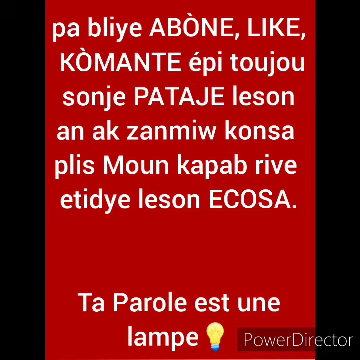 pa bliye ABÒNE, LIKE,
KÒMANTE épi toujou
sonje PATAJE leson
an ak zanmiw konsa
plis Moun kapab rive
etidye leson ECOSA.
Ta Parole est une
lampe💡
PowerDirector